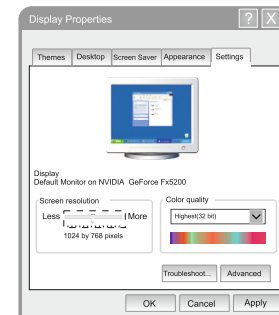 Display Properties
? X
Themes Desktop Screen Saver Appearance Settings
Display
Default Monitor on NVIDIA GeForce Fx5200
Screen resolution
Less More
1024 by 768 pixels
Color quality
Highest(32 bit)
Troubleshoot... Advanced
OK Cancel Apply